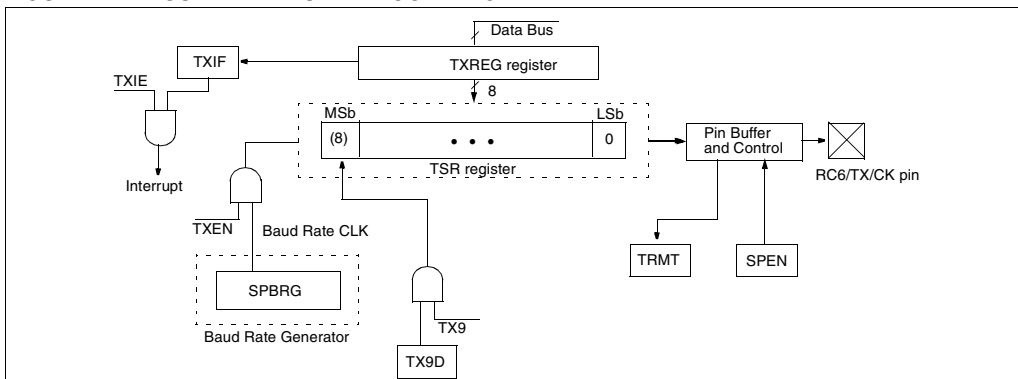 Data Bus
TXIF
TXREG register
TXIE
8
MSb
LSb
(8)
• • •
0
TSR register
Pin Buffer
and Control
RC6/TX/CK pin
Interrupt
TXEN
Baud Rate CLK
TRMT
SPEN
SPBRG
TX9
Baud Rate Generator
TX9D